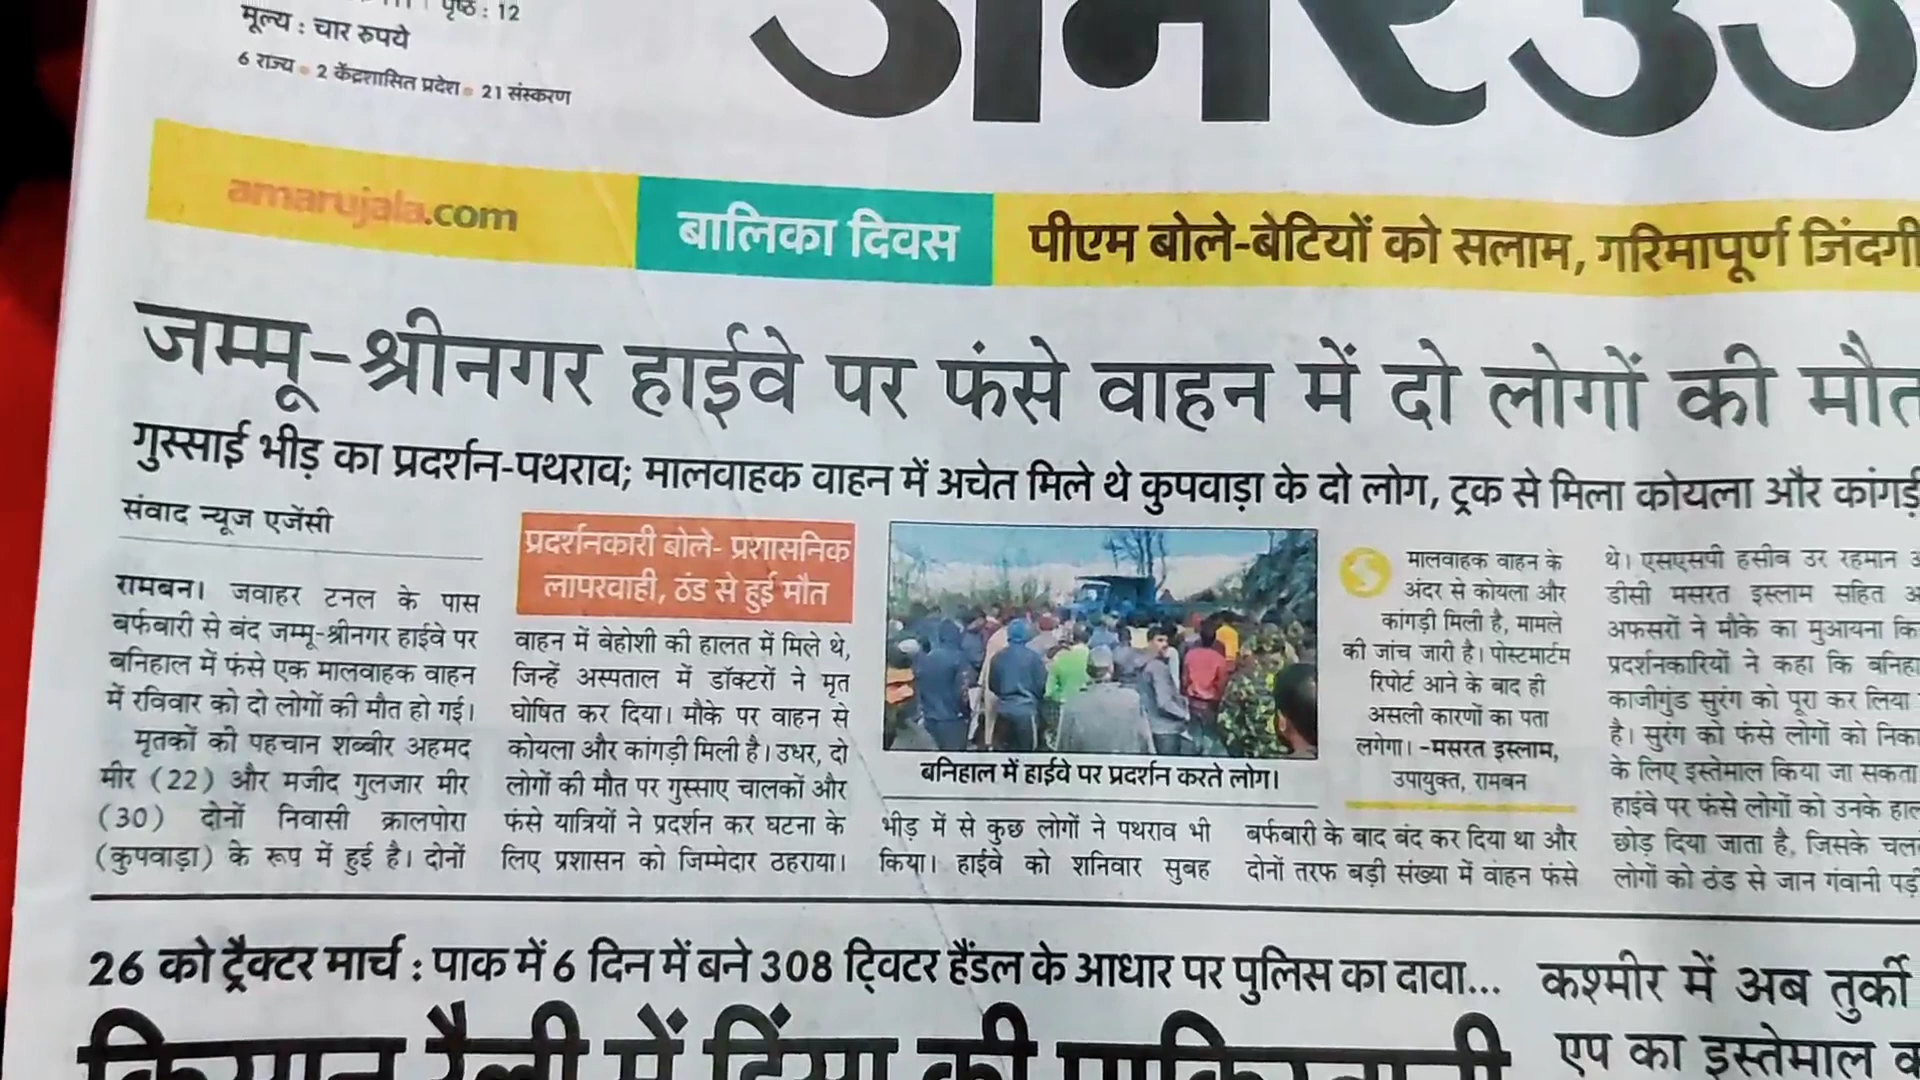 पृष्ठ : 12
मूल्य : चार रुपये
6 राज्य • 2 केंद्रशासित प्रदेश • 21 संस्करण
amarujala.com
बालिका दिवस
पीएम बोले-बेटियों को सलाम, गरिमापूर्ण जिंदगी
जम्मू-श्रीनगर हाईवे पर फंसे वाहन में दो लोगों की मौत
गुस्साई भीड़ का प्रदर्शन-पथराव; मालवाहक वाहन में अचेत मिले थे कुपवाड़ा के दो लोग, ट्रक से मिला कोयला और कांगड़ी
संवाद न्यूज एजेंसी
रामबन। जवाहर टनल के पास
बर्फबारी से बंद जम्मू-श्रीनगर हाईवे पर
बनिहाल में फंसे एक मालवाहक वाहन
में रविवार को दो लोगों की मौत हो गई।
मृतकों की पहचान शब्बीर अहमद
मीर (22) और मजीद गुलजार मीर
(30) दोनों निवासी क्रालपोरा
(कुपवाड़ा) के रूप में हुई है। दोनों
प्रदर्शनकारी बोले- प्रशासनिक
लापरवाही, ठंड से हुई मौत
वाहन में बेहोशी की हालत में मिले थे,
जिन्हें अस्पताल में डॉक्टरों ने मृत
घोषित कर दिया। मौके पर वाहन से
कोयला और कांगड़ी मिली है। उधर, दो
लोगों की मौत पर गुस्साए चालकों और
फंसे यात्रियों ने प्रदर्शन कर घटना के
लिए प्रशासन को जिम्मेदार ठहराया।
बनिहाल में हाईवे पर प्रदर्शन करते लोग।
भीड़ में से कुछ लोगों ने पथराव भी
किया। हाईवे को शनिवार सुबह
मालवाहक वाहन के
अंदर से कोयला और
कांगड़ी मिली है, मामले
की जांच जारी है। पोस्टमार्टम
रिपोर्ट आने के बाद ही
असली कारणों का पता
लगेगा। -मसरत इस्लाम,
उपायुक्त, रामबन
बर्फबारी के बाद बंद कर दिया था और
दोनों तरफ बड़ी संख्या में वाहन फंसे
थे। एसएसपी हसीब उर रहमान
डीसी मसरत इस्लाम सहित
अफसरों ने मौके का मुआयना
प्रदर्शनकारियों ने कहा कि
काजीगुंड सुरंग को पूरा कर लिया
है। सुरंग को फंसे लोगों को
के लिए इस्तेमाल किया जा सकता
हाईवे पर फंसे लोगों को उनके
छोड़ दिया जाता है, जिसके
लोगों को ठंड से जान गंवानी
26 को ट्रैक्टर मार्च : पाक में 6 दिन में बने 308 ट्विटर हैंडल के आधार पर पुलिस का दावा...
कश्मीर में अब तुर्की
एप का इस्तेमाल